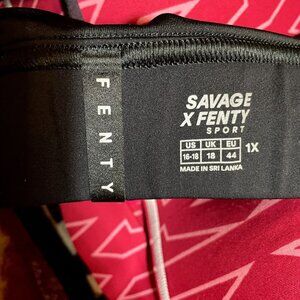 FENTY
SAVAGE
X FENTY
SPORT
US UK EU
16-18 18 44
1X
MADE IN SRI LANKA